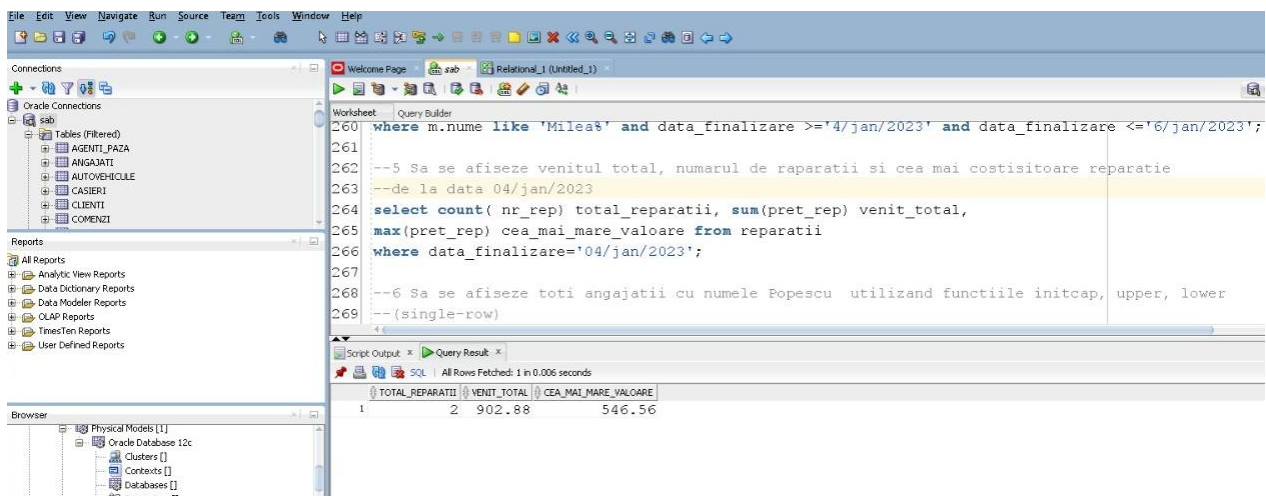 File Edit View Navigate Run Source Team Tools Window Help
Connections
Oracle Connections
sab
Tables (Filtered)
AGENTI_PAZA
ANGAJATI
AUTOVEHICULE
CASIERI
CLIENTI
COMENZI
Reports
All Reports
Analytic View Reports
Data Dictionary Reports
Data Modeler Reports
OLAP Reports
TimesTen Reports
User Defined Reports
Browser
Physical Models [1]
Oracle Database 12c
Clusters []
Contexts []
Databases []
Welcome Page sab Relational_1 (Untitled_1)
Worksheet Query Builder
260 where m.nume like 'Milea%' and data_finalizare >='4/jan/2023' and data_finalizare <='6/jan/2023';
261
262 --5 Sa se afiseze venitul total, numarul de raparatii si cea mai costisitoare reparatie
263 --de la data 04/jan/2023
264 select count( nr_rep) total_reparatii, sum(pret_rep) venit_total,
265 max(pret_rep) cea_mai_mare_valoare from reparatii
266 where data_finalizare='04/jan/2023';
267
268 --6 Sa se afiseze toti angajatii cu numele Popescu utilizand functiile initcap, upper, lower
269 --(single-row)
Script Output x Query Result x
SQL | All Rows Fetched: 1 in 0.006 seconds
TOTAL_REPARATII VENIT_TOTAL CEA_MAI_MARE_VALOARE
1 2 902.88 546.56